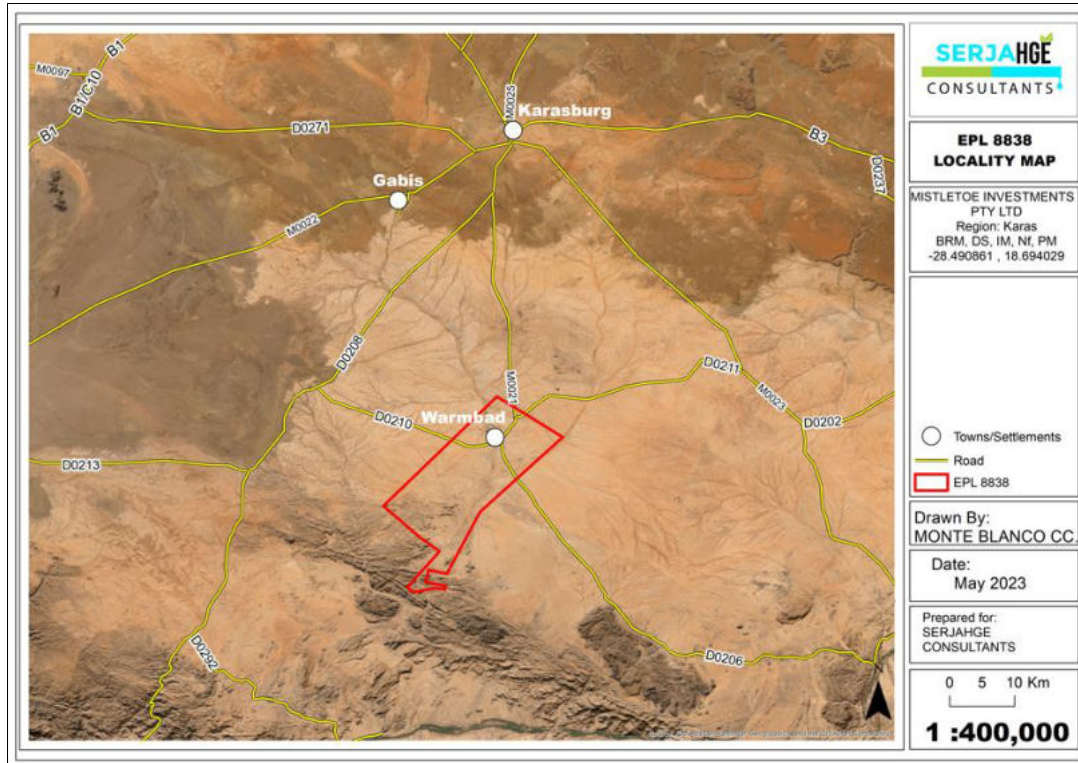 B1
M0097
B1/C10
B1
D0271
M0025
Karasburg
B3
D0237
Gabis
M0022
D0208
M0021
D0211
M0023
D0202
D0210
Warmbad
D0213
D0292
D0206
SERJAHGĒ
CONSULTANTS
EPL 8838
LOCALITY MAP
MISTLETOE INVESTMENTS
PTY LTD
Region: Karas
BRM, DS, IM, Nf, PM
-28.490861 , 18.694029
Towns/Settlements
Road
EPL 8838
Drawn By:
MONTE BLANCO CC.
Date:
May 2023
Prepared for:
SERJAHGE
CONSULTANTS
0 5 10 Km
1 :400,000